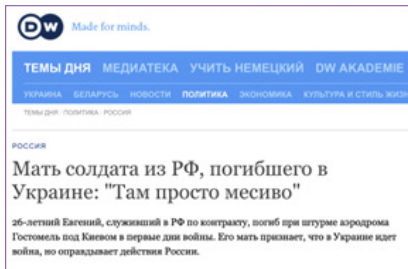 DW Made for minds.
ТЕМЫ ДНЯ МЕДИАТЕКА УЧИТЬ НЕМЕЦКИЙ DW AKADEMIE
УКРАИНА БЕЛАРУСЬ НОВОСТИ ПОЛИТИКА ЭКОНОМИКА КУЛЬТУРА И СТИЛЬ ЖИЗН
ТЕМЫ ДНЯ / ПОЛИТИКА / РОССИЯ
РОССИЯ
Мать солдата из РФ, погибшего в
Украине: "Там просто месиво"
26-летний Евгений, служивший в РФ по контракту, погиб при штурме аэродрома
Гостомель под Киевом в первые дни войны. Его мать признает, что в Украине идет
война, но оправдывает действия России.